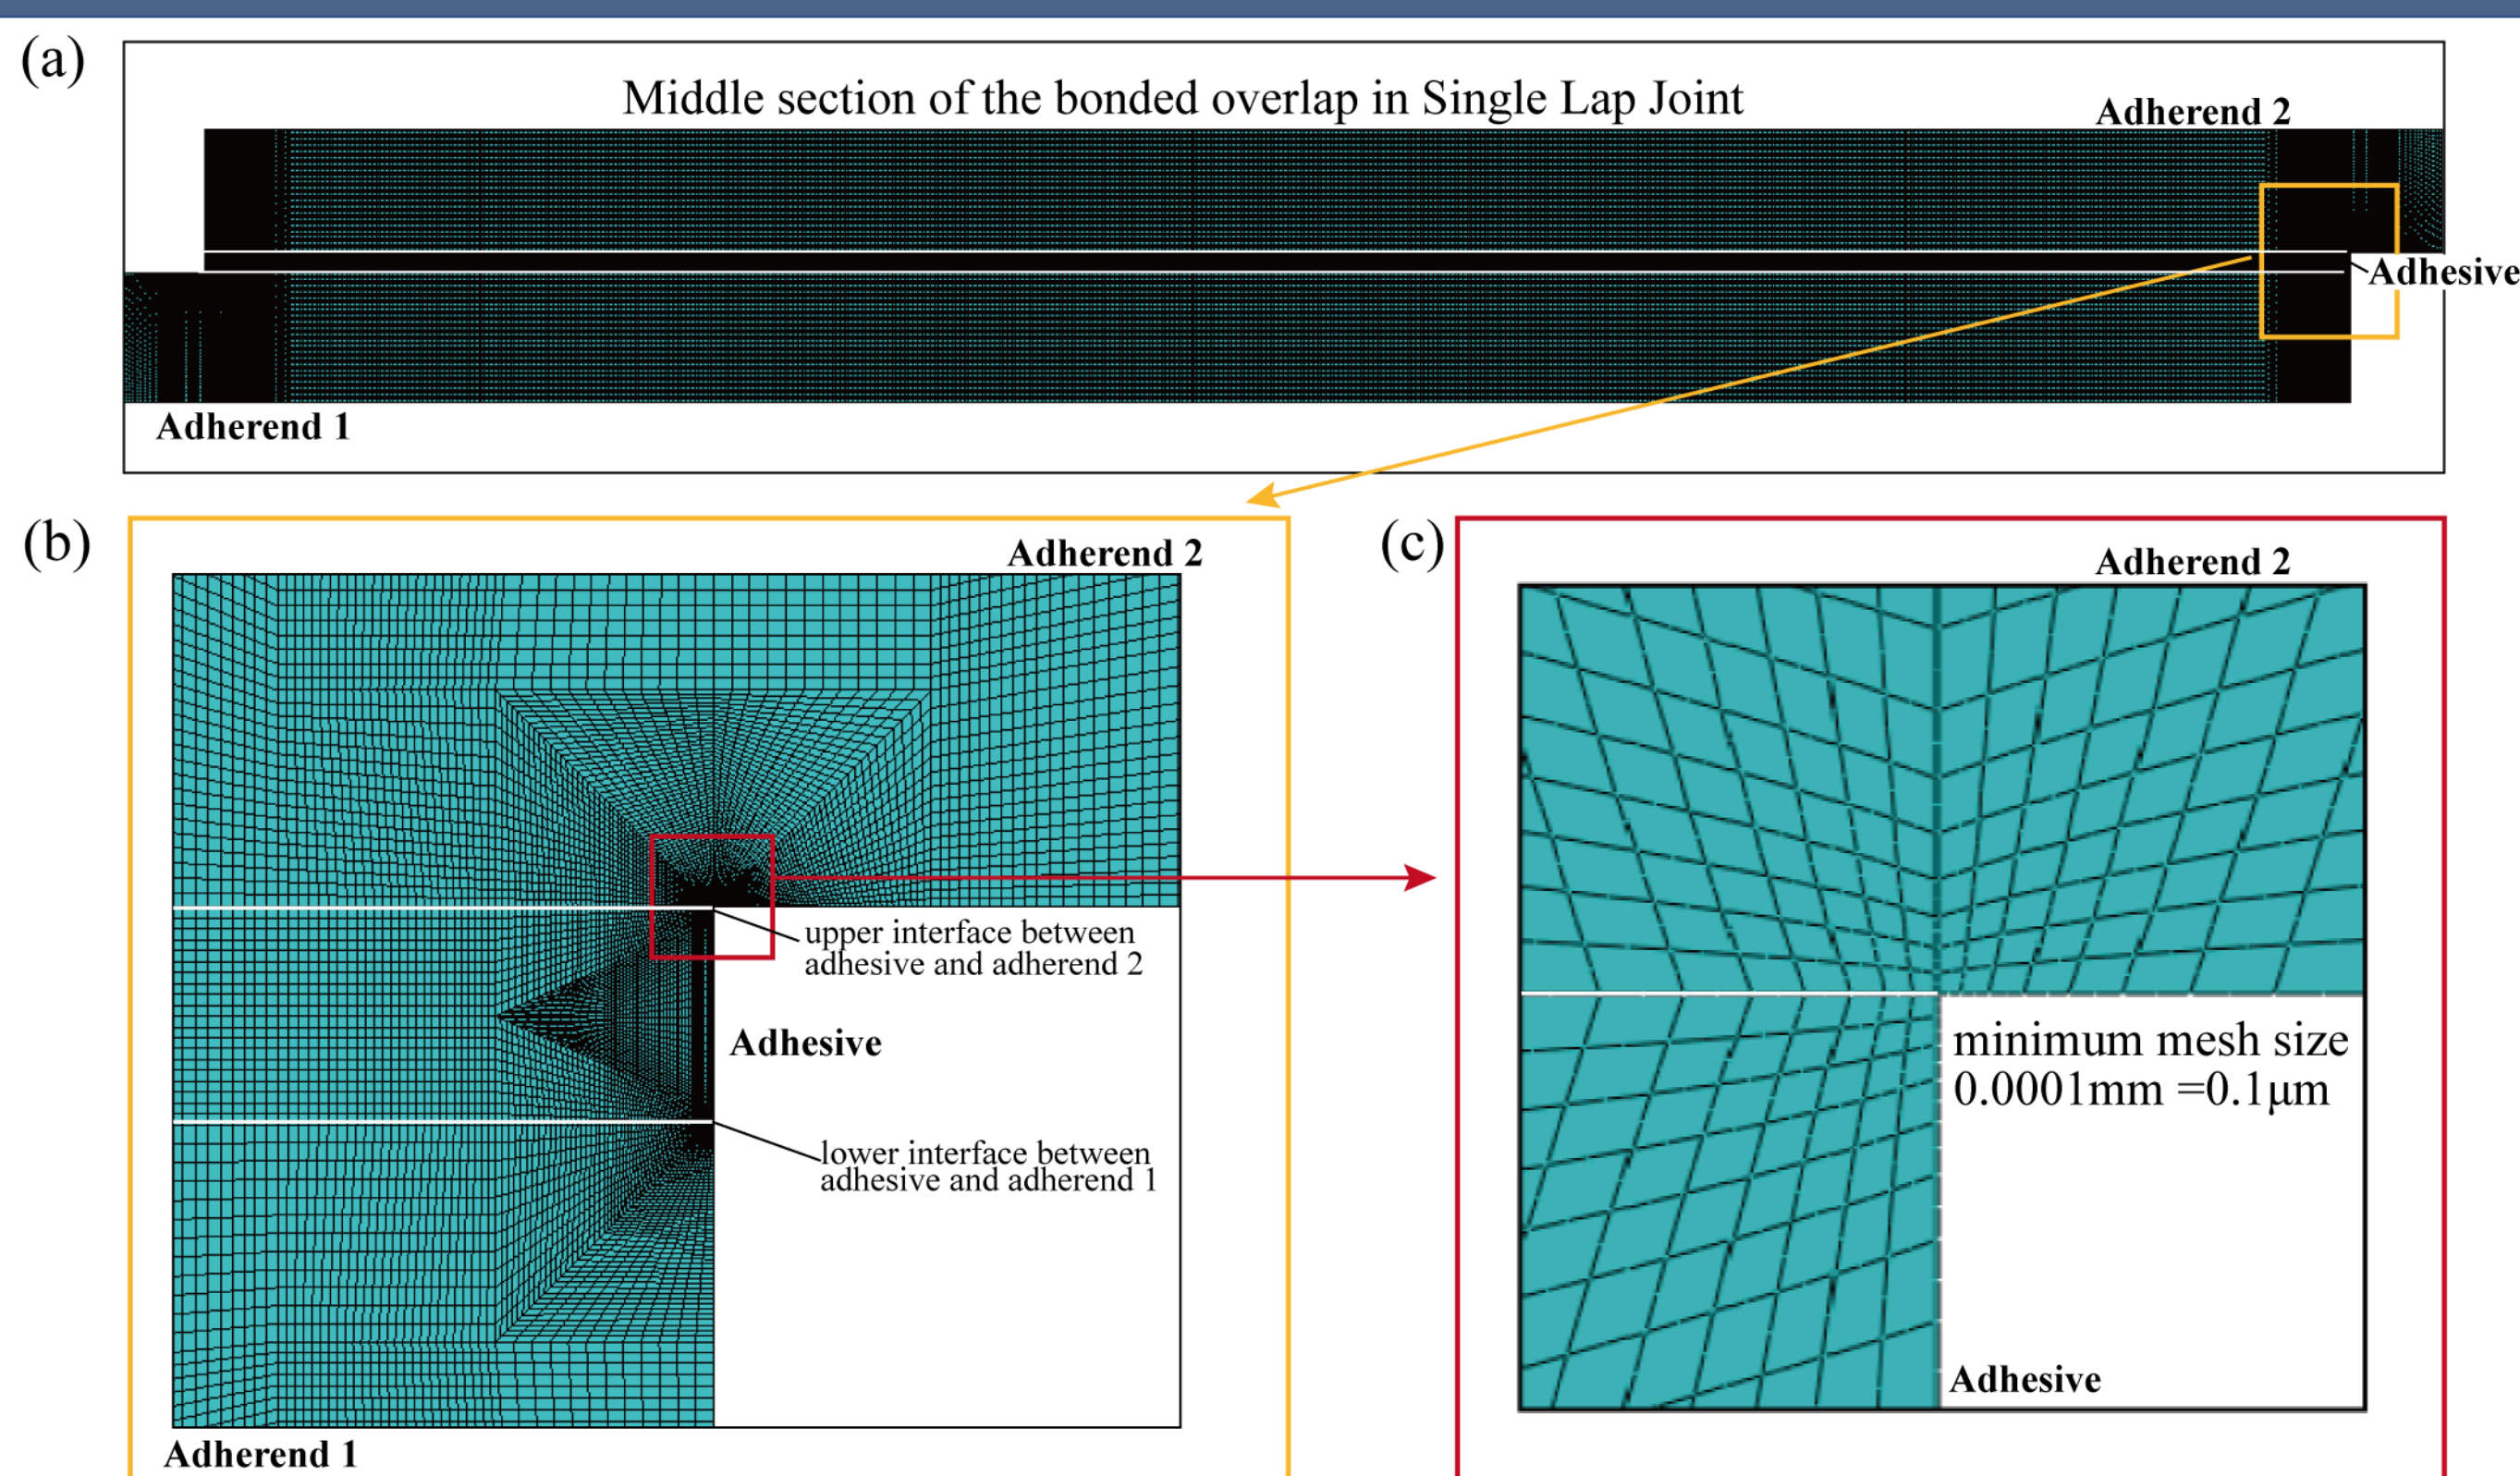 (a)
Middle section of the bonded overlap in Single Lap Joint
Adherend 2
Adhesive
Adherend 1
(b)
Adherend 2
upper interface between
adhesive and adherend 2
Adhesive
lower interface between
adhesive and adherend 1
Adherend 1
(c)
Adherend 2
minimum mesh size
0.0001mm =0.1μm
Adhesive